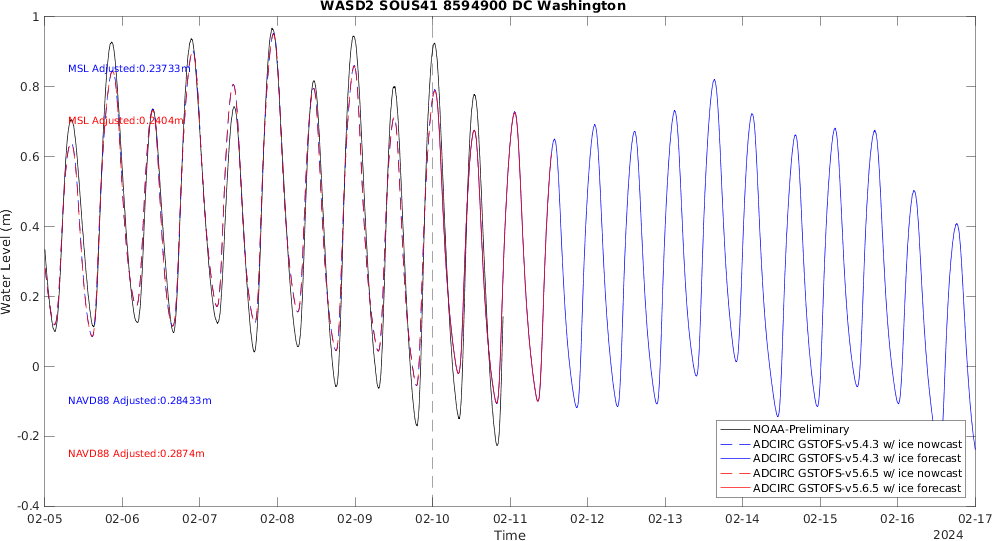 WASD2 SOUS41 8594900 DC Washington
1
0.8
0.6
0.4
0.2
0
-0.2
-0.4
Water Level (m)
MSL Adjusted:0.23733m
MSL Adjusted:0.2404m
NAVD88 Adjusted:0.28433m
NAVD88 Adjusted:0.2874m
NOAA-Preliminary
ADCIRC GSTOFS-v5.4.3 w/ ice nowcast
ADCIRC GSTOFS-v5.4.3 w/ ice forecast
ADCIRC GSTOFS-v5.6.5 w/ ice nowcast
ADCIRC GSTOFS-v5.6.5 w/ ice forecast
02-05 02-06 02-07 02-08 02-09 02-10 02-11 02-12 02-13 02-14 02-15 02-16 02-17
Time
2024